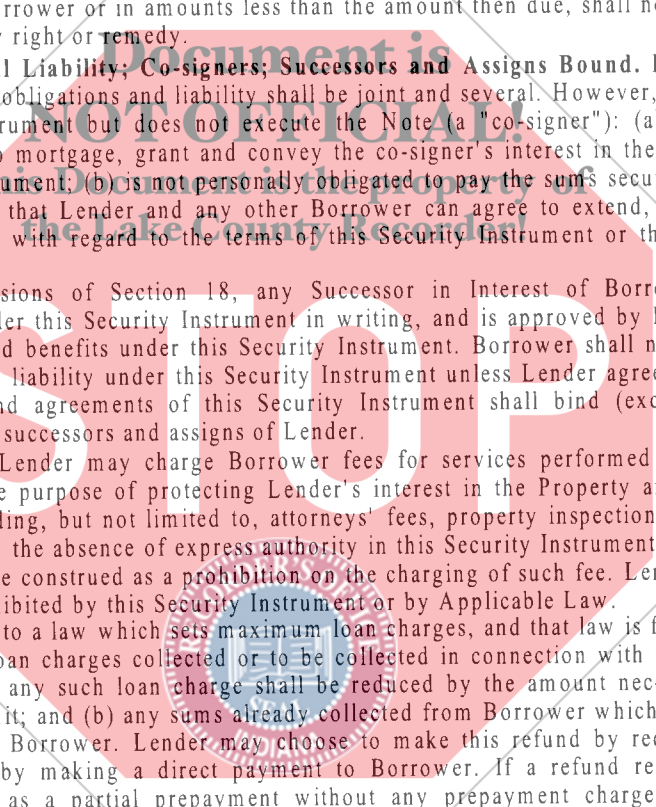 rrower or in amounts less than the amount then due, shall no
right or remedy.
Document is
l Liability; Co-signers; Successors and Assigns Bound.
obligations and liability shall be joint and several. However,
NOT OFFICIAL!
rument but does not execute the Note (a "co-signer"): (a
mortgage, grant and convey the co-signer's interest in the
This Document is the property of
ument; (b) is not personally obligated to pay the sums secu
that Lender and any other Borrower can agree to extend,
the Lake County Recorder!
with regard to the terms of this Security Instrument or th
sions of Section 18, any Successor in Interest of Borro
der this Security Instrument in writing, and is approved by
STOP
d benefits under this Security Instrument. Borrower shall n
liability under this Security Instrument unless Lender agree
nd agreements of this Security Instrument shall bind (exc
successors and assigns of Lender.
Lender may charge Borrower fees for services performed
e purpose of protecting Lender's interest in the Property a
ding, but not limited to, attorneys' fees, property inspection
the absence of express authority in this Security Instrument
RECORDER'S OFFICE
e construed as a prohibition on the charging of such fee. Len
ibited by this Security Instrument or by Applicable Law.
to a law which sets maximum loan charges, and that law is f
oan charges collected or to be collected in connection with
any such loan charge shall be reduced by the amount nec
SEAL
it; and (b) any sums already collected from Borrower which
INDIANA
Borrower. Lender may choose to make this refund by re
by making a direct payment to Borrower. If a refund re
as a partial prepayment without any prepayment charge